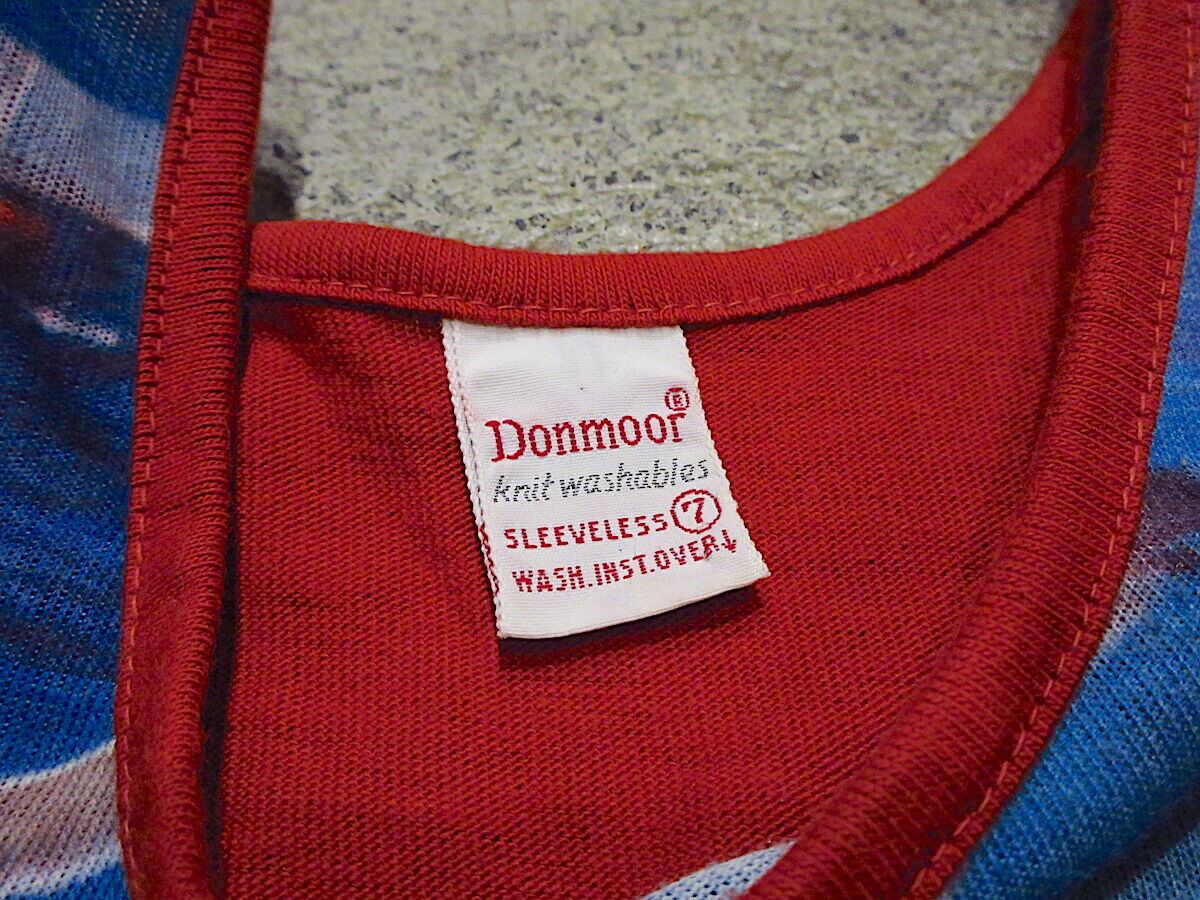 Donmoor®
knit washables
SLEEVELESS 7
WASH.INST.OVER↓